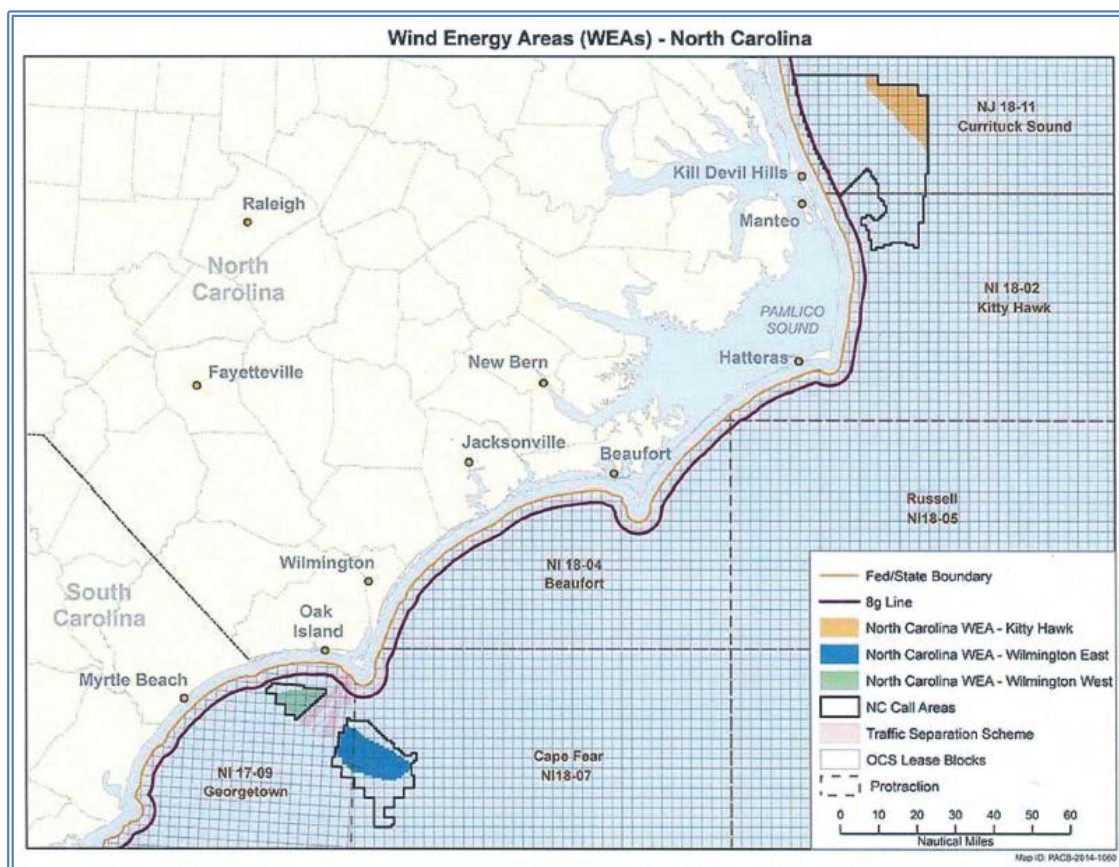 Wind Energy Areas (WEAs) - North Carolina
NJ 18-11
Currituck Sound
Kill Devil Hills
Manteo
Raleigh
North
Carolina
NI 18-02
Kitty Hawk
PAMLICO
SOUND
Hatteras
New Bern
Fayetteville
Jacksonville
Beaufort
Russell
NI18-05
Wilmington
NI 18-04
Beaufort
South
Carolina
Oak
Island
Myrtle Beach
Cape Fear
NI18-07
NI 17-09
Georgetown
Fed/State Boundary
8g Line
North Carolina WEA - Kitty Hawk
North Carolina WEA - Wilmington East
North Carolina WEA - Wilmington West
NC Call Areas
Traffic Separation Scheme
OCS Lease Blocks
Protraction
0 10 20 30 40 50 60
Nautical Miles
Map ID: PACB-2014-